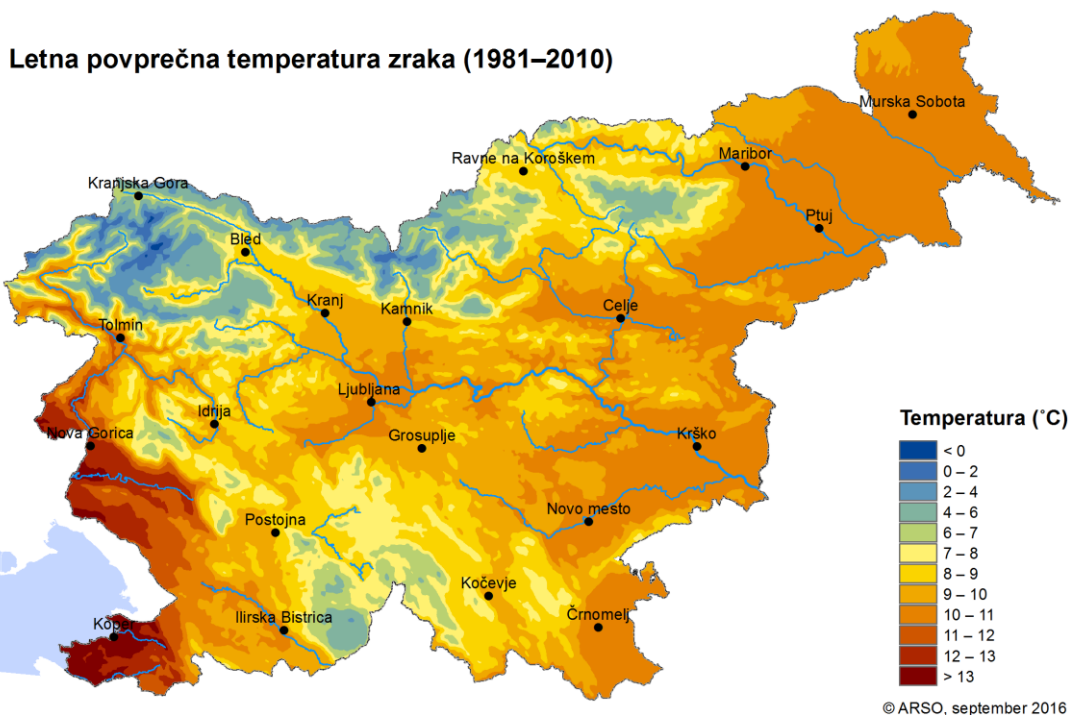 Letna povprečna temperatura zraka (1981–2010)
Murska Sobota
Maribor
Ravne na Koroškem
Kranjska Gora
Ptuj
Bled
Kranj
Kamnik
Celje
Tolmin
Ljubljana
Idrija
Grosuplje
Nova Gorica
Krško
Postojna
Novo mesto
Kočevje
Črnomelj
Koper
Ilirska Bistrica
Temperatura (°C)
< 0
0 – 2
2 – 4
4 – 6
6 – 7
7 – 8
8 – 9
9 – 10
10 – 11
11 – 12
12 – 13
> 13
© ARSO, september 2016